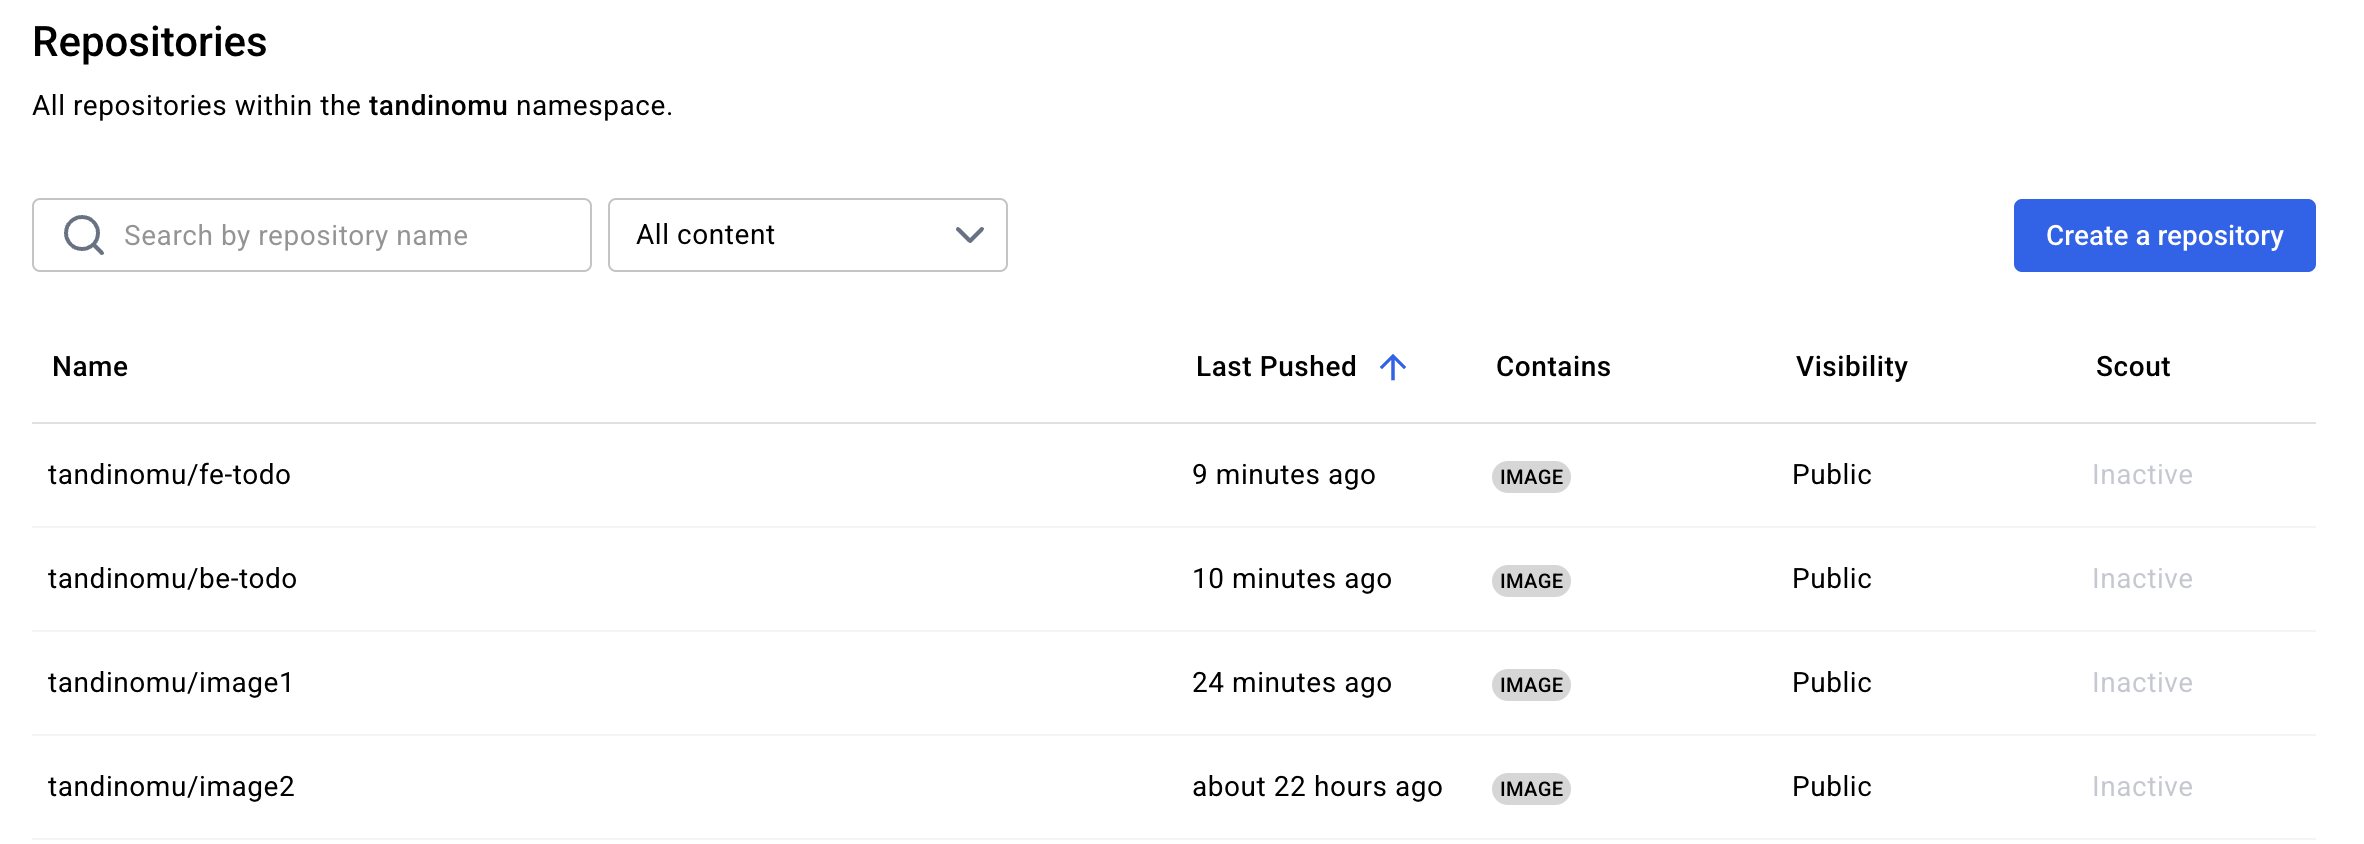 Repositories
All repositories within the tandinomu namespace.
Search by repository name
All content
Create a repository
Name Last Pushed Contains Visibility Scout
tandinomu/fe-todo 9 minutes ago IMAGE Public Inactive
tandinomu/be-todo 10 minutes ago IMAGE Public Inactive
tandinomu/image1 24 minutes ago IMAGE Public Inactive
tandinomu/image2 about 22 hours ago IMAGE Public Inactive